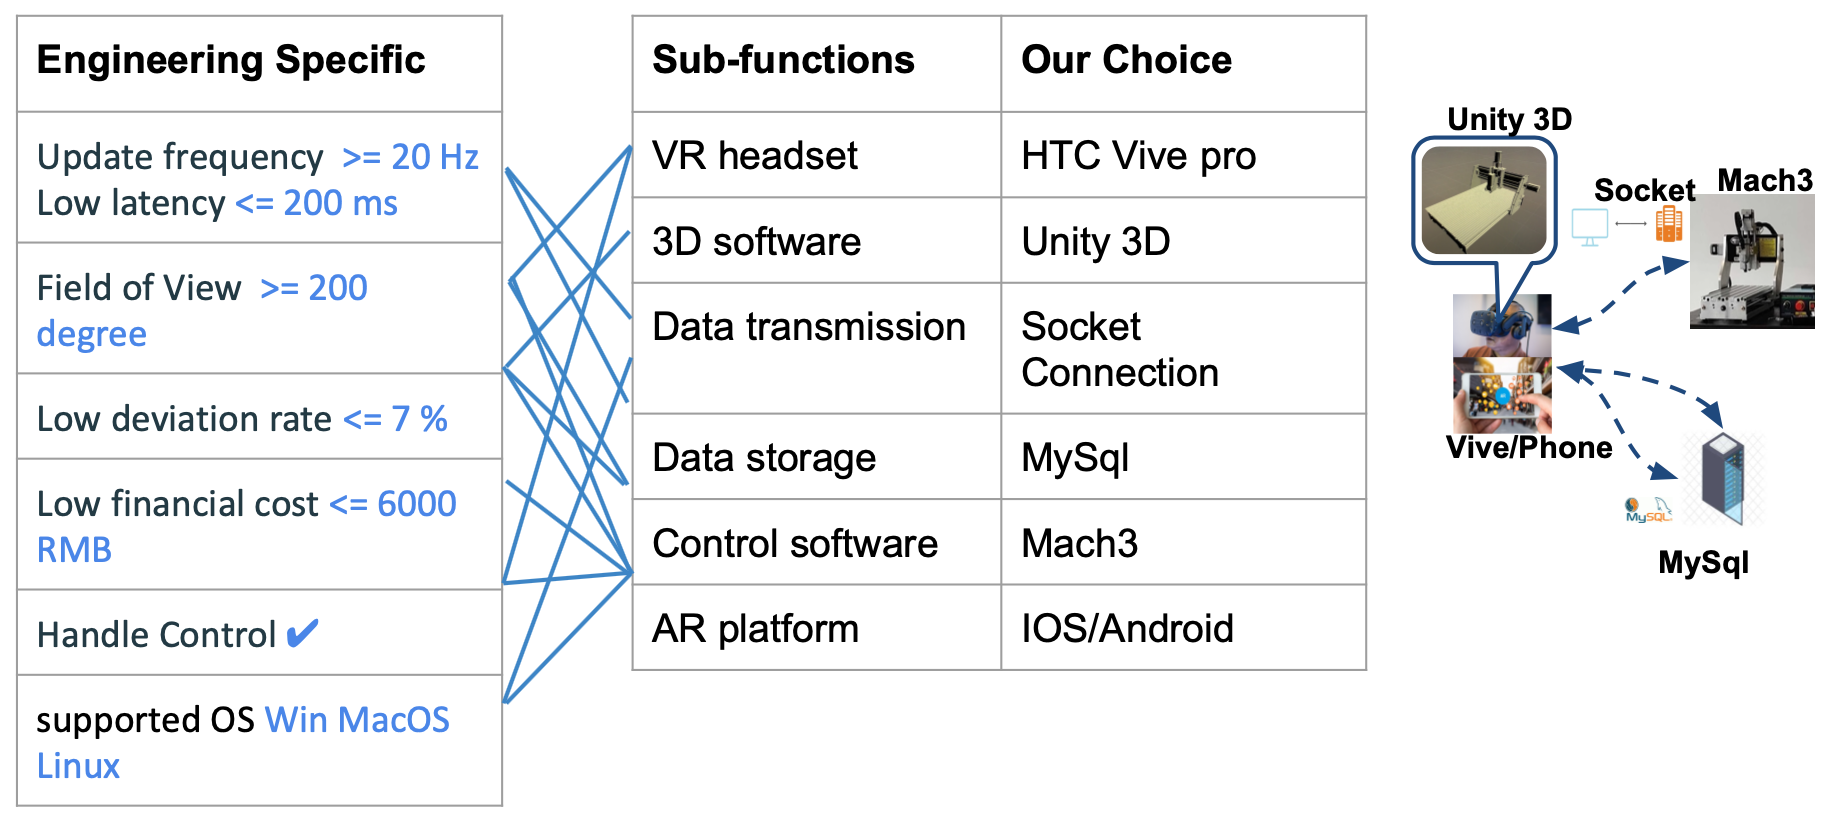 Engineering Specific
Update frequency >= 20 Hz
Low latency <= 200 ms
Field of View >= 200
degree
Low deviation rate <= 7 %
Low financial cost <= 6000
RMB
Handle Control ✔
supported OS Win MacOS
Linux
Sub-functions Our Choice
VR headset HTC Vive pro
3D software Unity 3D
Data transmission Socket
Connection
Data storage MySql
Control software Mach3
AR platform IOS/Android
Unity 3D
Socket
Mach3
Vive/Phone
MySQL
MySql